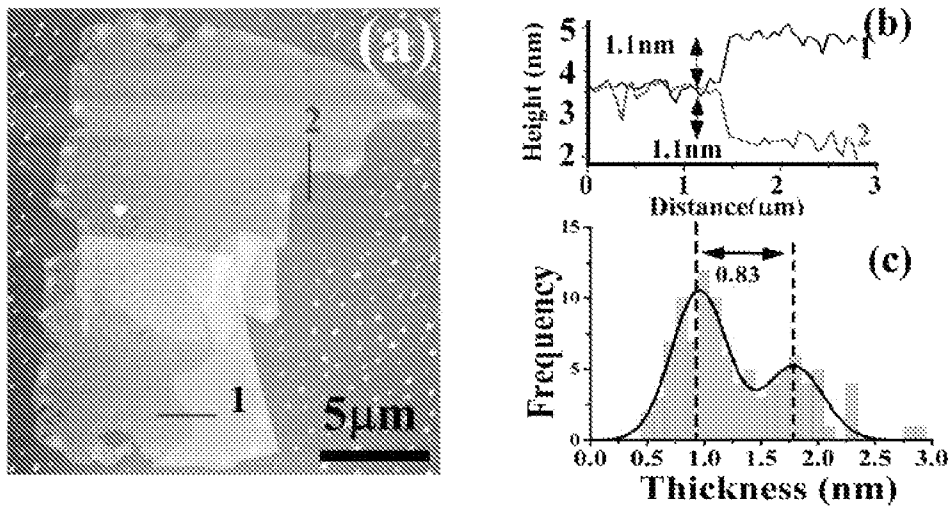 (a)
2
1
5μm
(b)
Height (nm)
5
4
3
2
1.1nm
1.1nm
1
2
0
1
2
3
Distance(μm)
(c)
Frequency
15
10
5
0
0.83
0.0 0.5 1.0 1.5 2.0 2.5 3.0
Thickness (nm)